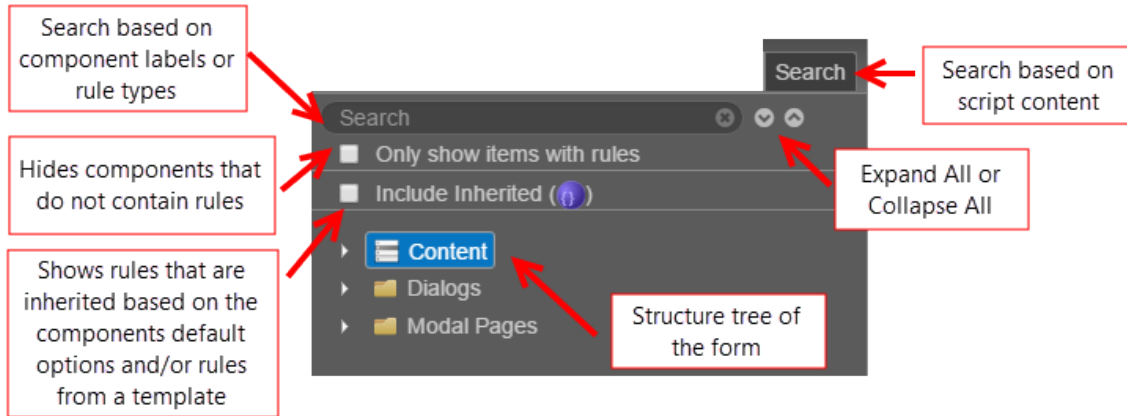 Search based on
component labels or
rule types
Search
Search based on
script content
Search
Hides components that
do not contain rules
Only show items with rules
Include Inherited ({})
Expand All or
Collapse All
Shows rules that are
inherited based on the
components default
options and/or rules
from a template
Content
Dialogs
Modal Pages
Structure tree of
the form